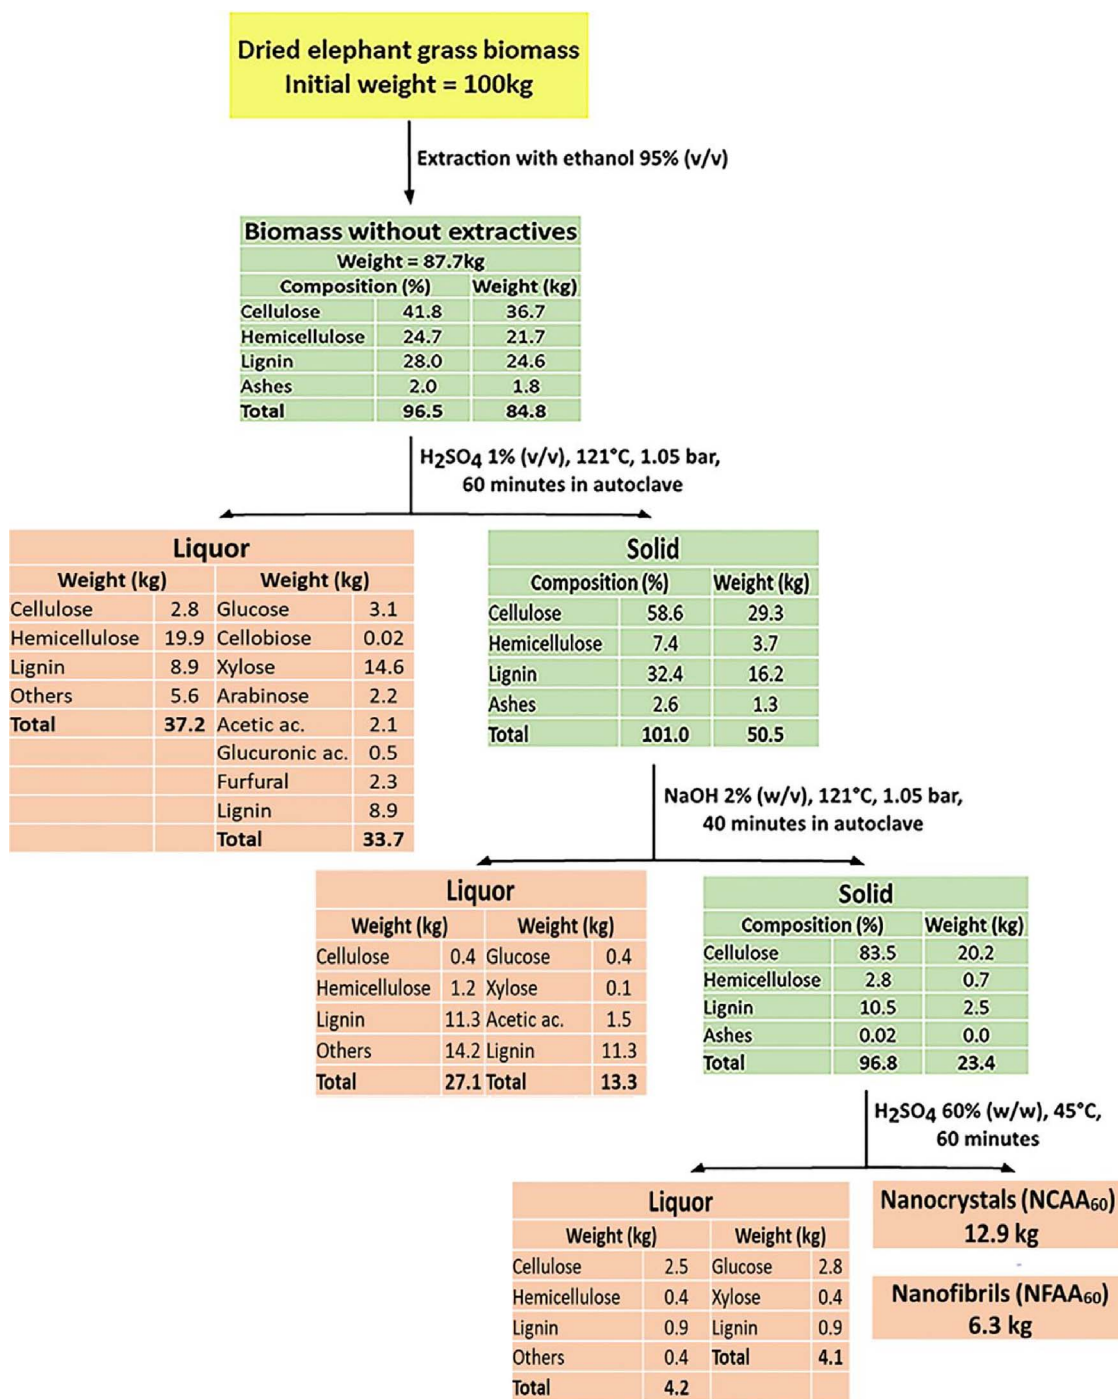 Dried elephant grass biomass
Initial weight = 100kg
Extraction with ethanol 95% (v/v)
Biomass without extractives
Weight = 87.7kg
Composition (%) Weight (kg)
Cellulose 41.8 36.7
Hemicellulose 24.7 21.7
Lignin 28.0 24.6
Ashes 2.0 1.8
Total 96.5 84.8
H₂SO₄ 1% (v/v), 121°C, 1.05 bar,
60 minutes in autoclave
Liquor
Weight (kg) Weight (kg)
Cellulose 2.8 Glucose 3.1
Hemicellulose 19.9 Cellobiose 0.02
Lignin 8.9 Xylose 14.6
Others 5.6 Arabinose 2.2
Total 37.2 Acetic ac. 2.1
Glucuronic ac. 0.5
Furfural 2.3
Lignin 8.9
Total 33.7
Solid
Composition (%) Weight (kg)
Cellulose 58.6 29.3
Hemicellulose 7.4 3.7
Lignin 32.4 16.2
Ashes 2.6 1.3
Total 101.0 50.5
NaOH 2% (w/v), 121°C, 1.05 bar,
40 minutes in autoclave
Liquor
Weight (kg) Weight (kg)
Cellulose 0.4 Glucose 0.4
Hemicellulose 1.2 Xylose 0.1
Lignin 11.3 Acetic ac. 1.5
Others 14.2 Lignin 11.3
Total 27.1 Total 13.3
Solid
Composition (%) Weight (kg)
Cellulose 83.5 20.2
Hemicellulose 2.8 0.7
Lignin 10.5 2.5
Ashes 0.02 0.0
Total 96.8 23.4
H₂SO₄ 60% (w/w), 45°C,
60 minutes
Liquor
Weight (kg) Weight (kg)
Cellulose 2.5 Glucose 2.8
Hemicellulose 0.4 Xylose 0.4
Lignin 0.9 Lignin 0.9
Others 0.4 Total 4.1
Total 4.2
Nanocrystals (NCAA₆₀)
12.9 kg
Nanofibrils (NFAA₆₀)
6.3 kg